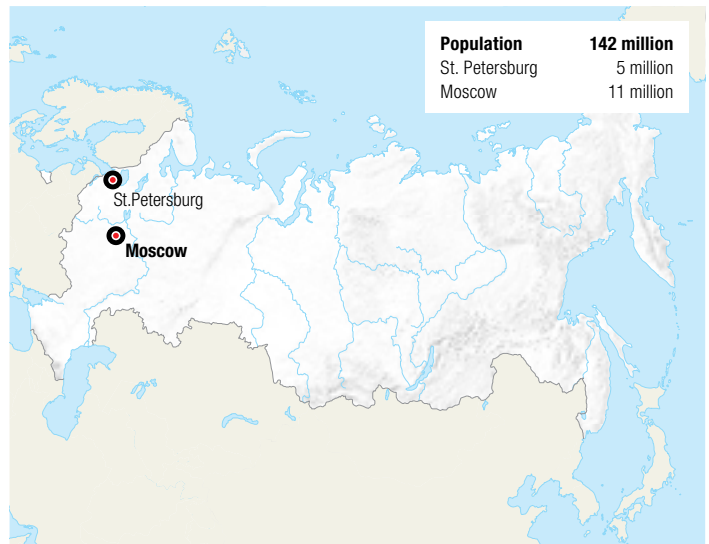 Population 142 million
St. Petersburg 5 million
Moscow 11 million
St.Petersburg
Moscow